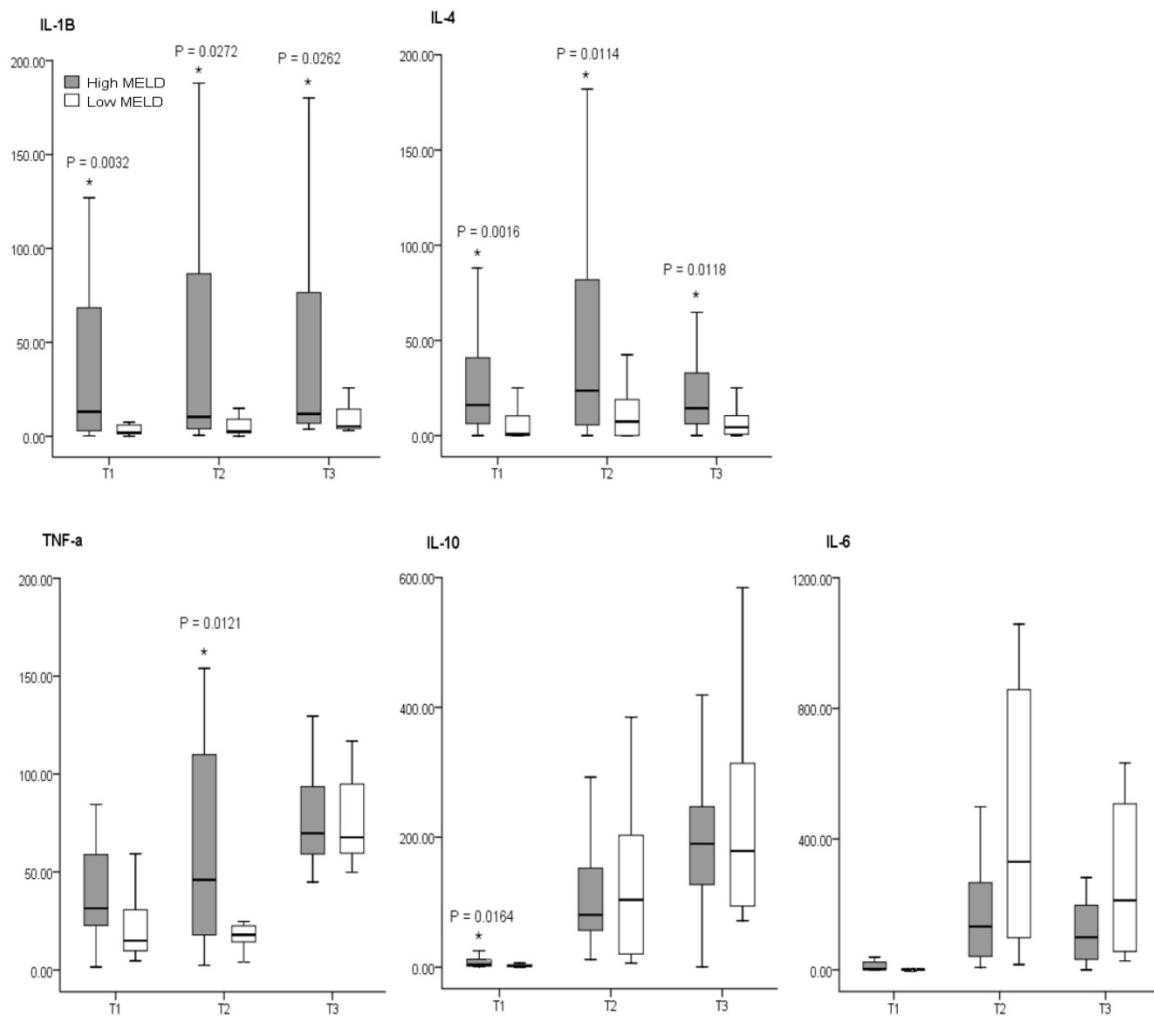 IL-1B
P = 0.0272
P = 0.0262
200.00
High MELD
Low MELD
P = 0.0032
150.00
100.00
50.00
0.00
T1 T2 T3
IL-4
P = 0.0114
200.00
150.00
P = 0.0016
P = 0.0118
100.00
50.00
0.00
T1 T2 T3
TNF-a
200.00
P = 0.0121
150.00
100.00
50.00
0.00
T1 T2 T3
IL-10
600.00
400.00
200.00
P = 0.0164
0.00
T1 T2 T3
IL-6
1200.00
800.00
400.00
0.00
T1 T2 T3